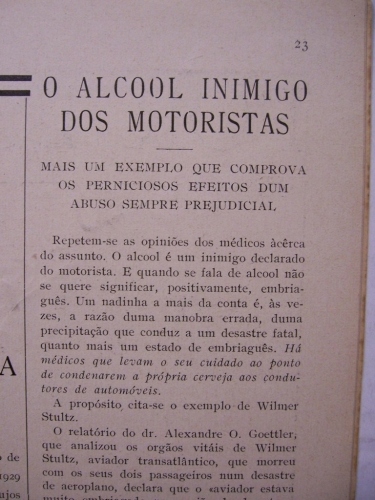 23
O ALCOOL INIMIGO
DOS MOTORISTAS
MAIS UM EXEMPLO QUE COMPROVA
OS PERNICIOSOS EFEITOS DUM
ABUSO SEMPRE PREJUDICIAL
Repetem-se as opiniões dos médicos àcêrca
do assunto. O alcool é um inimigo declarado
do motorista. E quando se fala de alcool não
se quere significar, positivamente, embria-
guês. Um nadinha a mais da conta é, às ve-
zes, a razão duma manobra errada, duma
precipitação que conduz a um desastre fatal,
quanto mais um estado de embriaguês. Há
médicos que levam o seu cuidado ao ponto
de condenarem a própria cerveja aos condu-
tores de automóveis.
A propósito, cita-se o exemplo de Wilmer
Stultz.
O relatório do dr. Alexandre O. Goettler,
que analizou os orgãos vitáis de Wilmer
Stultz, aviador transatlântico, que morreu
com os seus dois passageiros num desastre
de aeroplano, declara que o «aviador estava
A
o de
1929
ajos